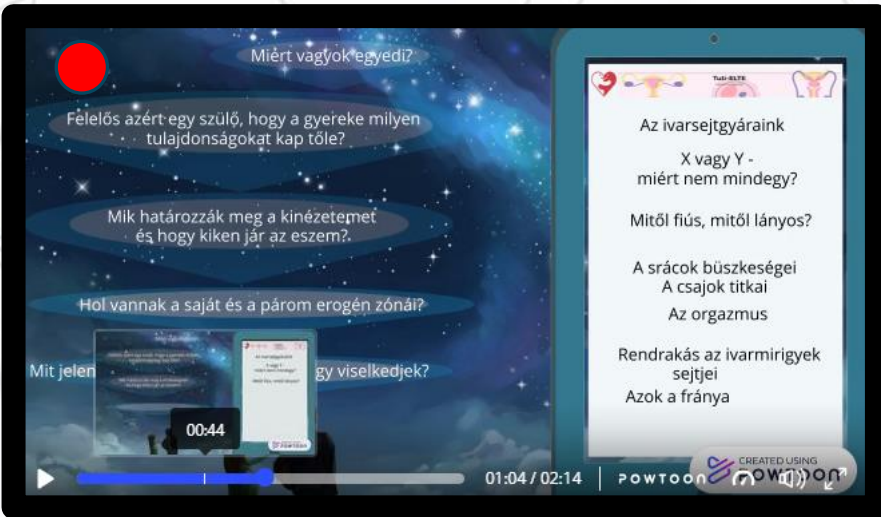 Miért vagyok egyedi?
Felelős azért egy szülő, hogy a gyereke milyen
tulajdonságokat kap tőle?
Mik határozzák meg a kinézetemet
és hogy kiken jár az eszem?
Hol vannak a saját és a párom erogén zónái?
Mit jelen
gy viselkedjek?
00:44
01:04 / 02:14
POWTOON
Tubi-ELTE
Az ivarsejtgyáraink
X vagy Y -
miért nem mindegy?
Mitől fiús, mitől lányos?
A srácok büszkeségei
A csajok titkai
Az orgazmus
Rendrakás az ivarmirigyek
sejtjei
Azok a fránya
CREATED USING
POWTOON